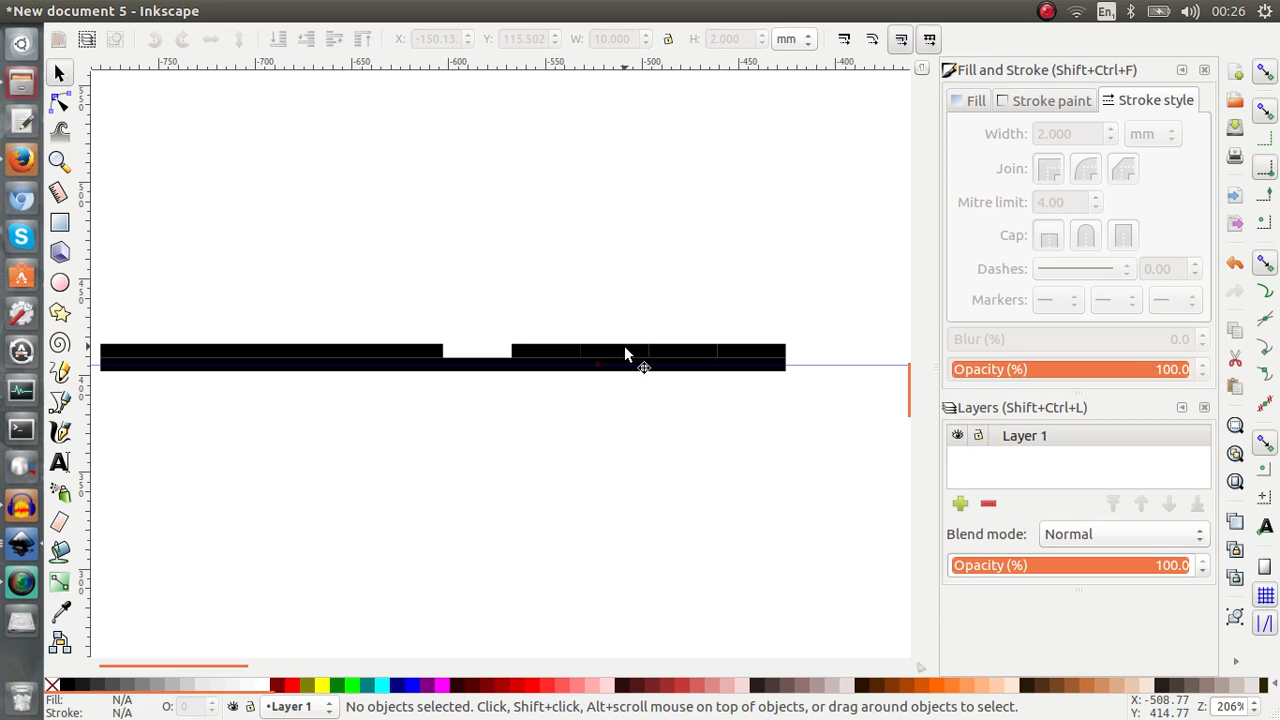 *New document 5 - Inkscape
En1
00:26
X: -150.13
Y: 115.502
W: 10.000
H: 2.000
mm
-750
-700
-650
-600
-550
-500
-450
-400
Fill and Stroke (Shift+Ctrl+F)
Fill
Stroke paint
Stroke style
Width: 2.000 mm
Join:
Mitre limit: 4.00
Cap:
Dashes: 0.00
Markers:
Blur (%) 0.0
Opacity (%) 100.0
Layers (Shift+Ctrl+L)
Layer 1
Blend mode: Normal
Opacity (%) 100.0
Fill: N/A
Stroke: N/A
O: 0
•Layer 1
No objects selected. Click, Shift+click, Alt+scroll mouse on top of objects, or drag around objects to select.
X: -508.77
Y: 414.77
Z: 206%